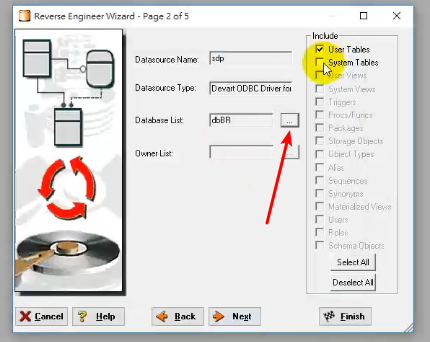 Reverse Engineer Wizard - Page 2 of 5
Include
User Tables
System Tables
User Views
System Views
Triggers
Procs/Funcs
Packages
Storage Objects
Object Types
Alias
Sequences
Synonyms
Materialized Views
Users
Roles
Schema Objects
Select All
Deselect All
Datasource Name: sdp
Datasource Type: Devart ODBC Driver for
Database List: dbBR ...
Owner List:
Cancel
Help
Back
Next
Finish